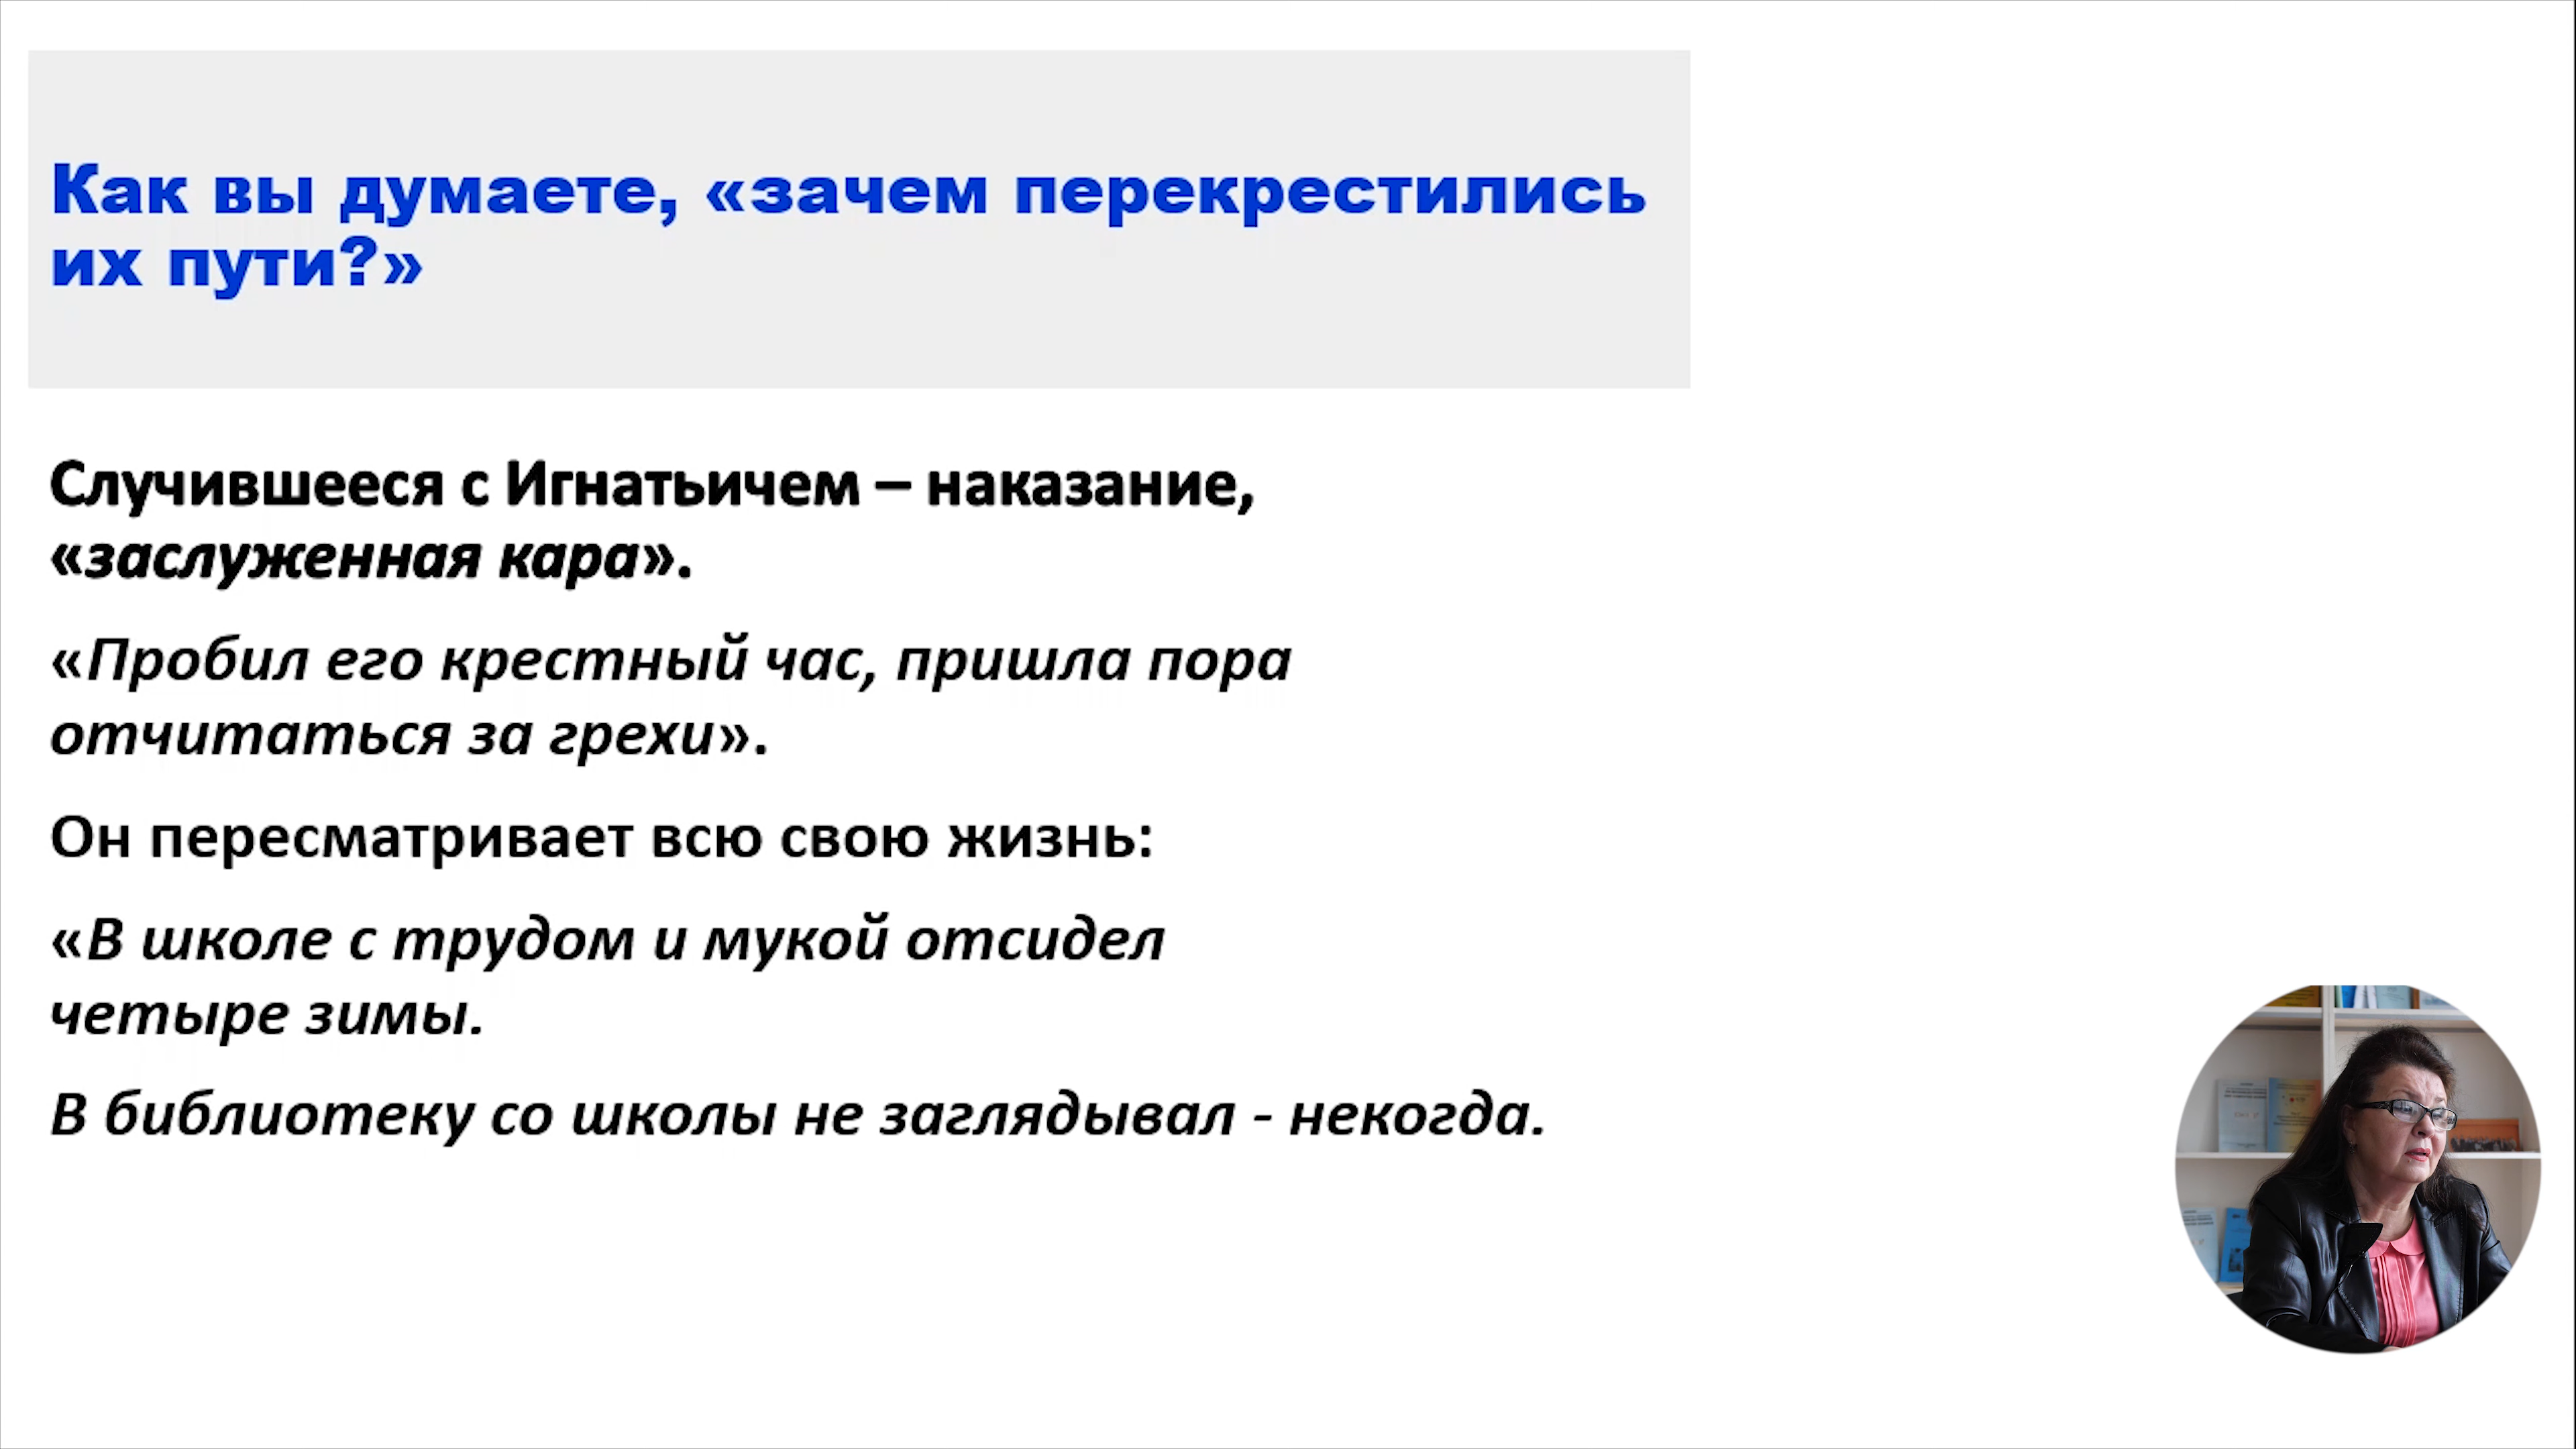 Как вы думаете, «зачем перекрестились
их пути?»
Случившееся с Игнатьичем – наказание,
«заслуженная кара».
«Пробил его крестный час, пришла пора
отчитаться за грехи».
Он пересматривает всю свою жизнь:
«В школе с трудом и мукой отсидел
четыре зимы.
В библиотеку со школы не заглядывал - некогда.